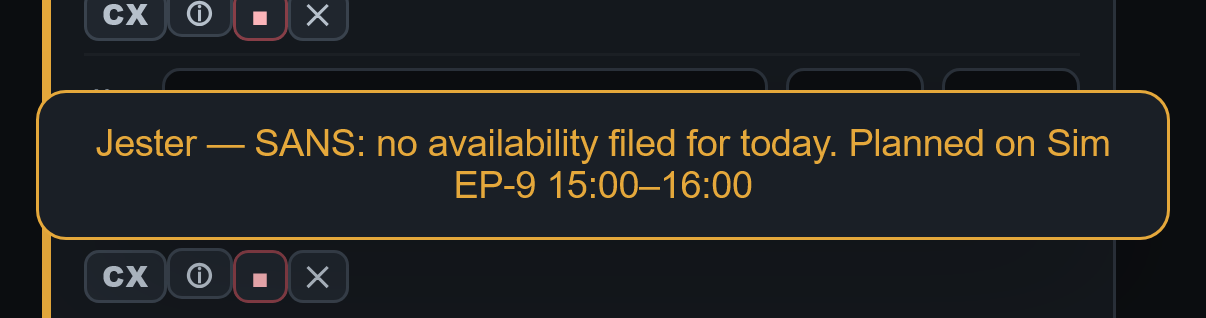 CX
Jester — SANS: no availability filed for today. Planned on Sim
EP-9 15:00–16:00
CX